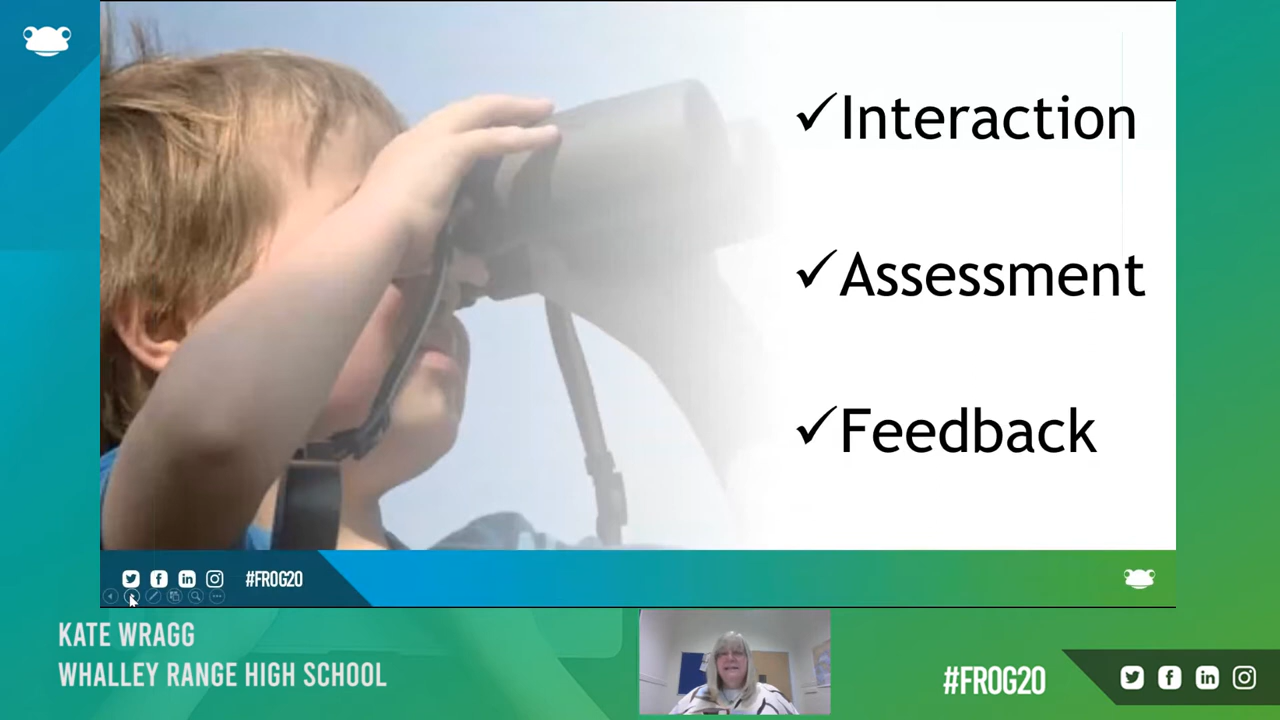 ✓Interaction
✓Assessment
✓Feedback
#FROG20
KATE WRAGG
WHALLEY RANGE HIGH SCHOOL
#FROG20